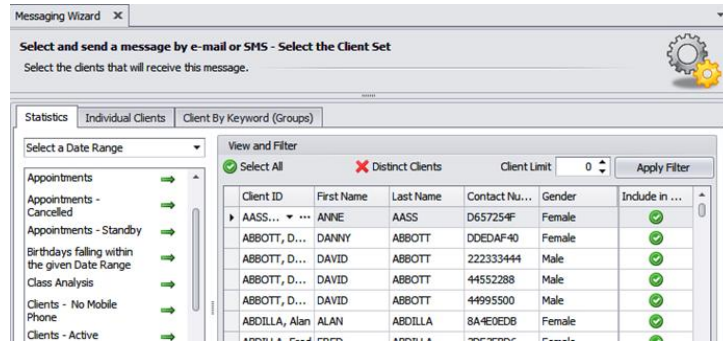 Messaging Wizard X
Select and send a message by e-mail or SMS - Select the Client Set
Select the clients that will receive this message.
Statistics Individual Clients Client By Keyword (Groups)
Select a Date Range
Appointments
Appointments -
Cancelled
Appointments - Standby
Birthdays falling within
the given Date Range
Class Analysis
Clients - No Mobile
Phone
Clients - Active
View and Filter
Select All Distinct Clients Client Limit 0 Apply Filter
Client ID First Name Last Name Contact Nu... Gender Include in ...
AASS... ANNE AASS D657254F Female
ABBOTT, D... DANNY ABBOTT DDEDAF40 Female
ABBOTT, D... DAVID ABBOTT 222333444 Male
ABBOTT, D... DAVID ABBOTT 44552288 Male
ABBOTT, D... DAVID ABBOTT 44995500 Male
ABDILLA, Alan ALAN ABDILLA 8A4E0EDB Female